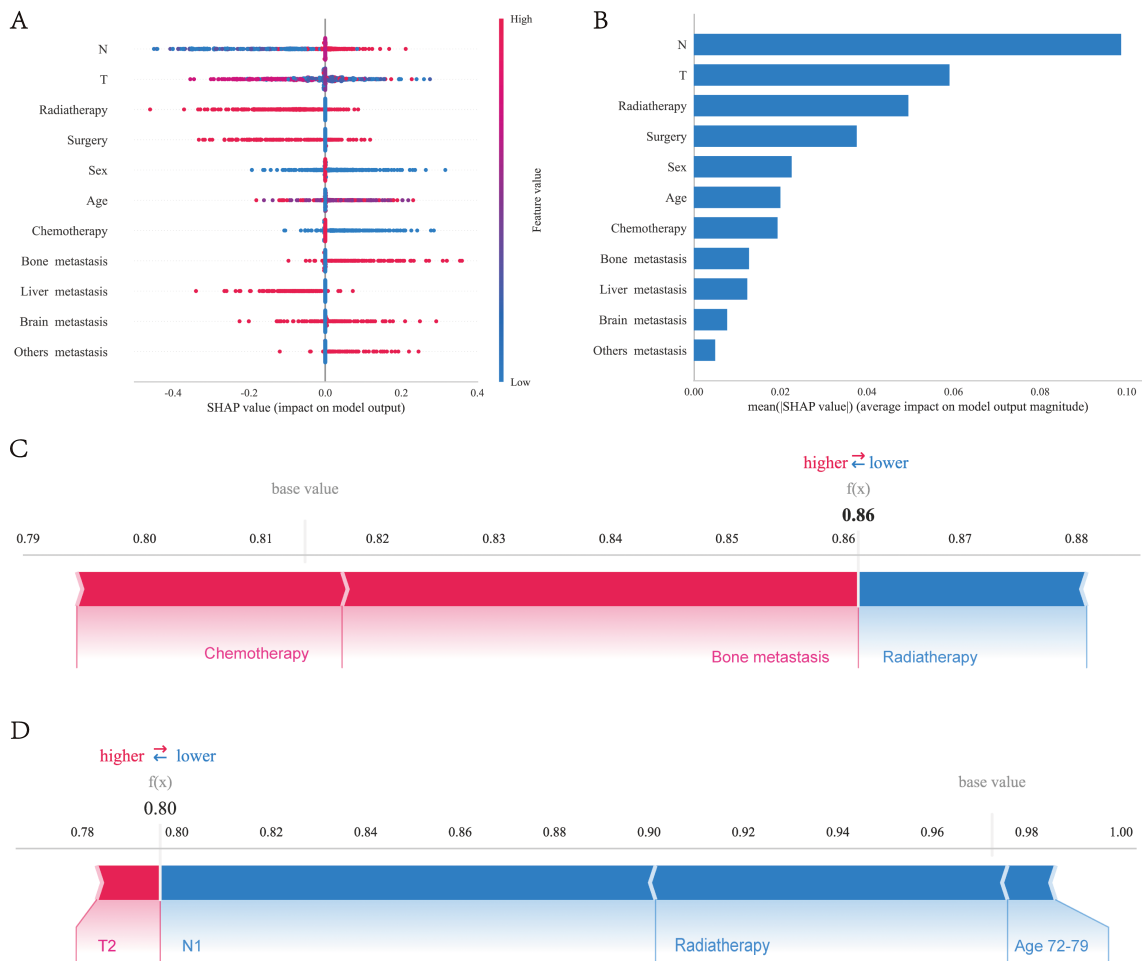 A
High
N
T
Radiatherapy
Surgery
Sex
Age
Chemotherapy
Bone metastasis
Liver metastasis
Brain metastasis
Others metastasis
Feature value
Low
-0.4 -0.2 0.0 0.2 0.4
SHAP value (impact on model output)
B
N
T
Radiatherapy
Surgery
Sex
Age
Chemotherapy
Bone metastasis
Liver metastasis
Brain metastasis
Others metastasis
0.00 0.02 0.04 0.06 0.08 0.10
mean(|SHAP value|) (average impact on model output magnitude)
C
higher ⇄ lower
base value f(x)
0.86
0.79 0.80 0.81 0.82 0.83 0.84 0.85 0.86 0.87 0.88
Chemotherapy Bone metastasis Radiatherapy
D
higher ⇄ lower
f(x) base value
0.80
0.78 0.80 0.82 0.84 0.86 0.88 0.90 0.92 0.94 0.96 0.98 1.00
T2 N1 Radiatherapy Age 72-79